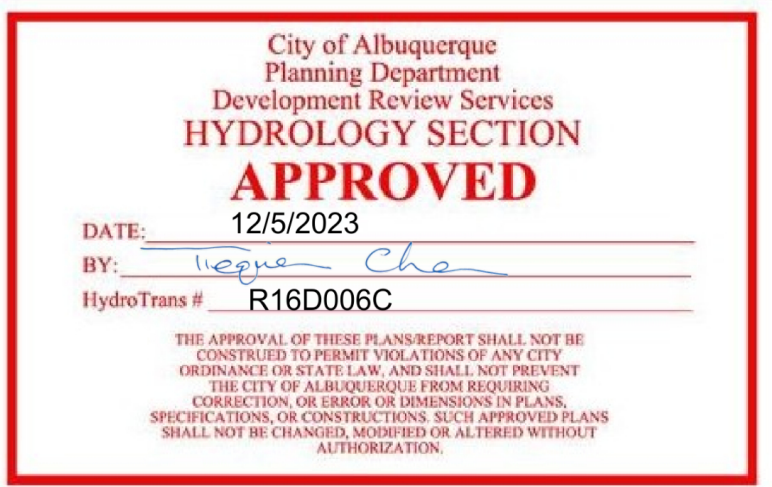 City of Albuquerque
Planning Department
Development Review Services
HYDROLOGY SECTION
APPROVED
DATE: 12/5/2023
BY: Tiequan Chen
HydroTrans # R16D006C
THE APPROVAL OF THESE PLANS/REPORT SHALL NOT BE
CONSTRUED TO PERMIT VIOLATIONS OF ANY CITY
ORDINANCE OR STATE LAW, AND SHALL NOT PREVENT
THE CITY OF ALBUQUERQUE FROM REQUIRING
CORRECTION, OR ERROR OR DIMENSIONS IN PLANS,
SPECIFICATIONS, OR CONSTRUCTIONS. SUCH APPROVED PLANS
SHALL NOT BE CHANGED, MODIFIED OR ALTERED WITHOUT
AUTHORIZATION.